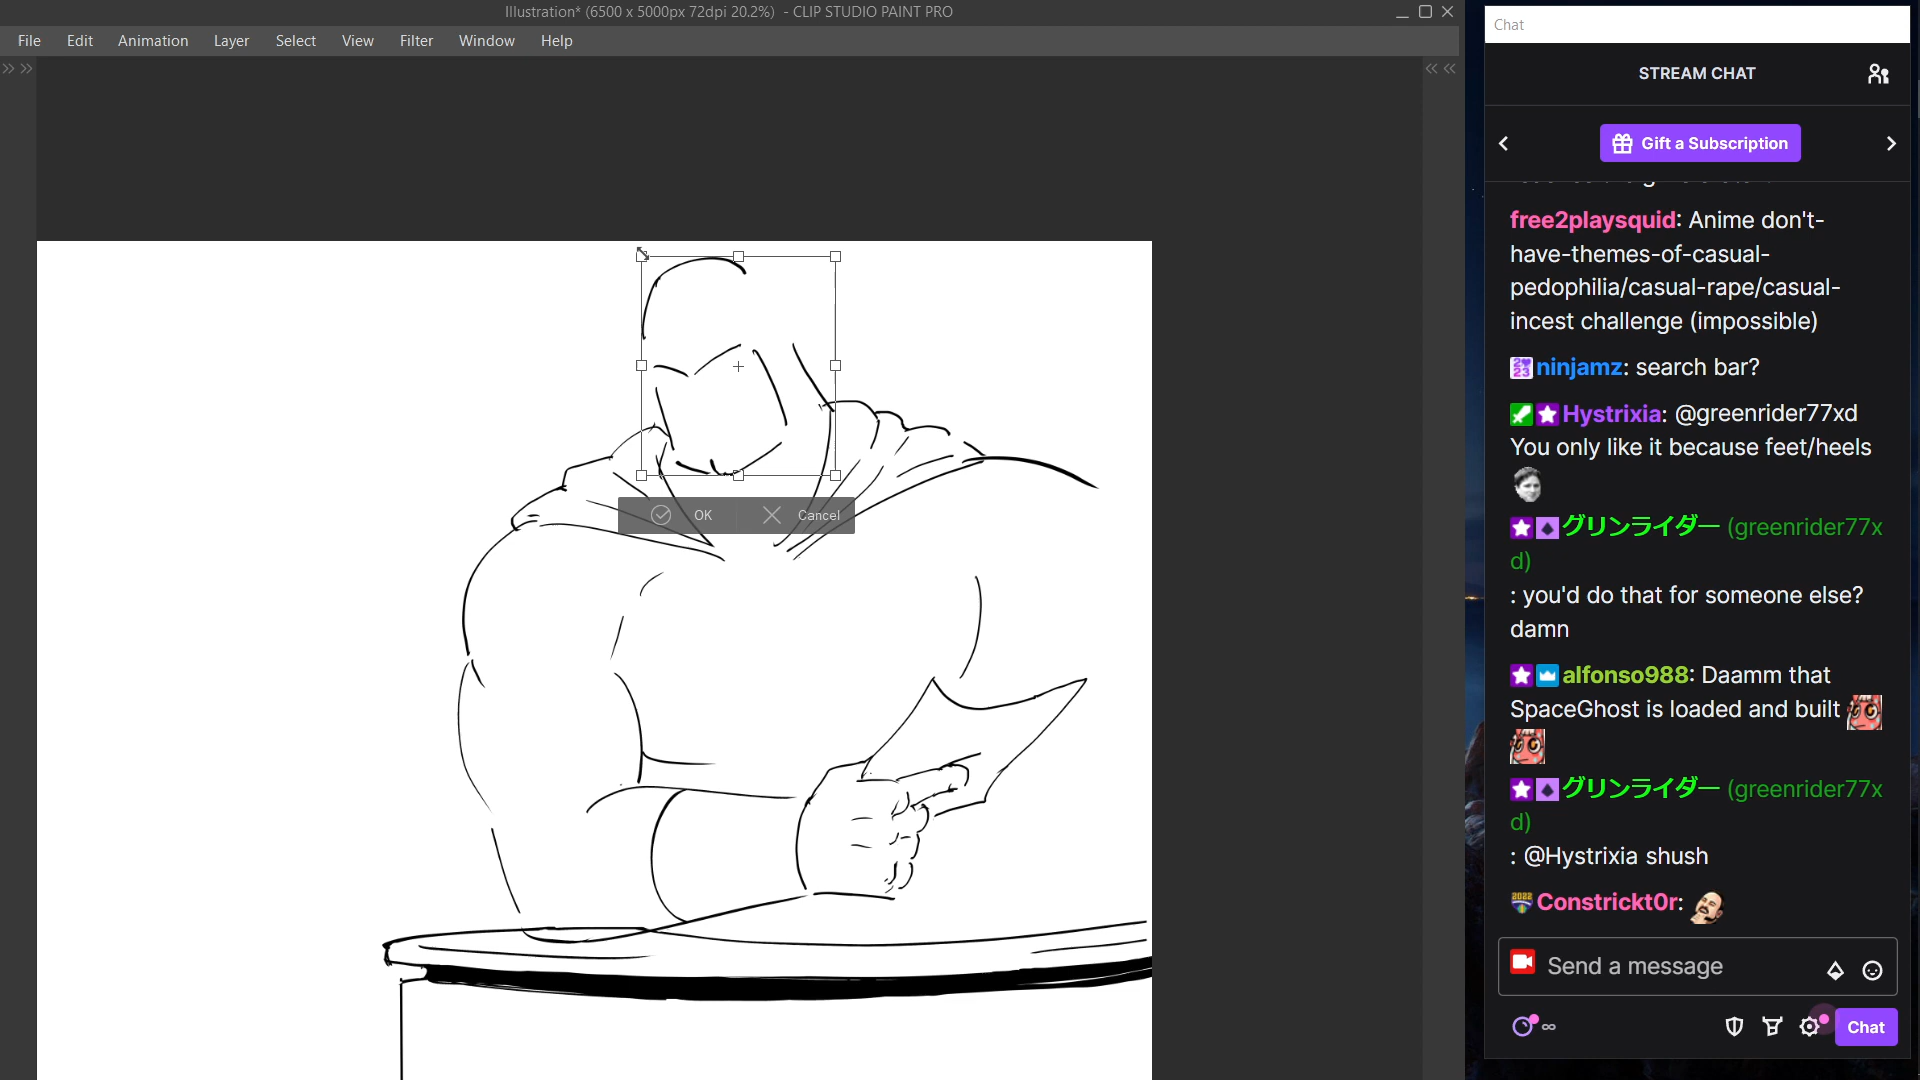 Illustration* (6500 x 5000px 72dpi 20.2%) - CLIP STUDIO PAINT PRO
File Edit Animation Layer Select View Filter Window Help
OK Cancel
Chat
STREAM CHAT
Gift a Subscription
free2playsquid: Anime don't-
have-themes-of-casual-
pedophilia/casual-rape/casual-
incest challenge (impossible)
ninjamz: search bar?
Hystrixia: @greenrider77xd
You only like it because feet/heels
グリンライダー (greenrider77x
d)
: you'd do that for someone else?
damn
alfonso988: Daamm that
SpaceGhost is loaded and built
グリンライダー (greenrider77x
d)
: @Hystrixia shush
Constrickt0r:
Send a message
∞
Chat